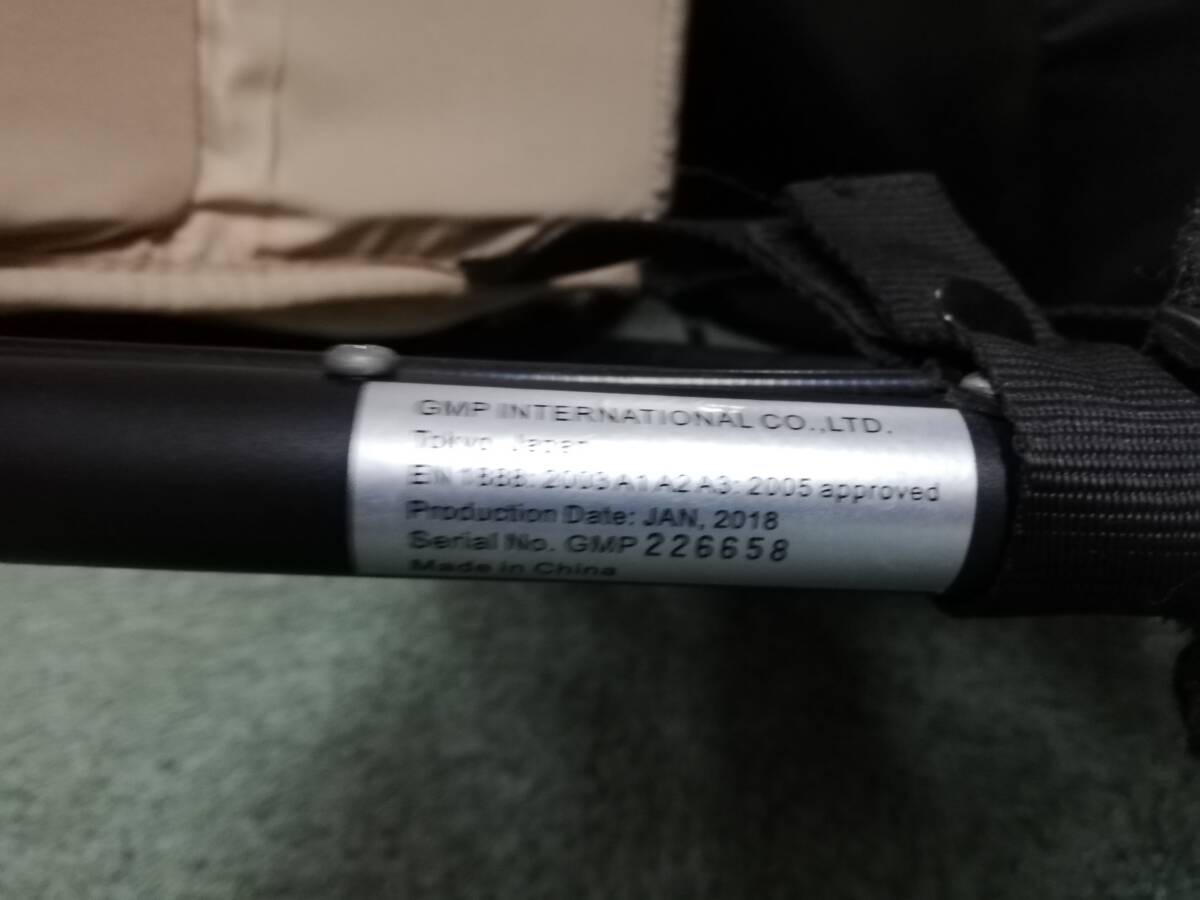 GMP INTERNATIONAL CO.,LTD.
Tokyo Japan
EN 1888: 2003 A1 A2 A3: 2005 approved
Production Date: JAN, 2018
Serial No. GMP 226658
Made in China